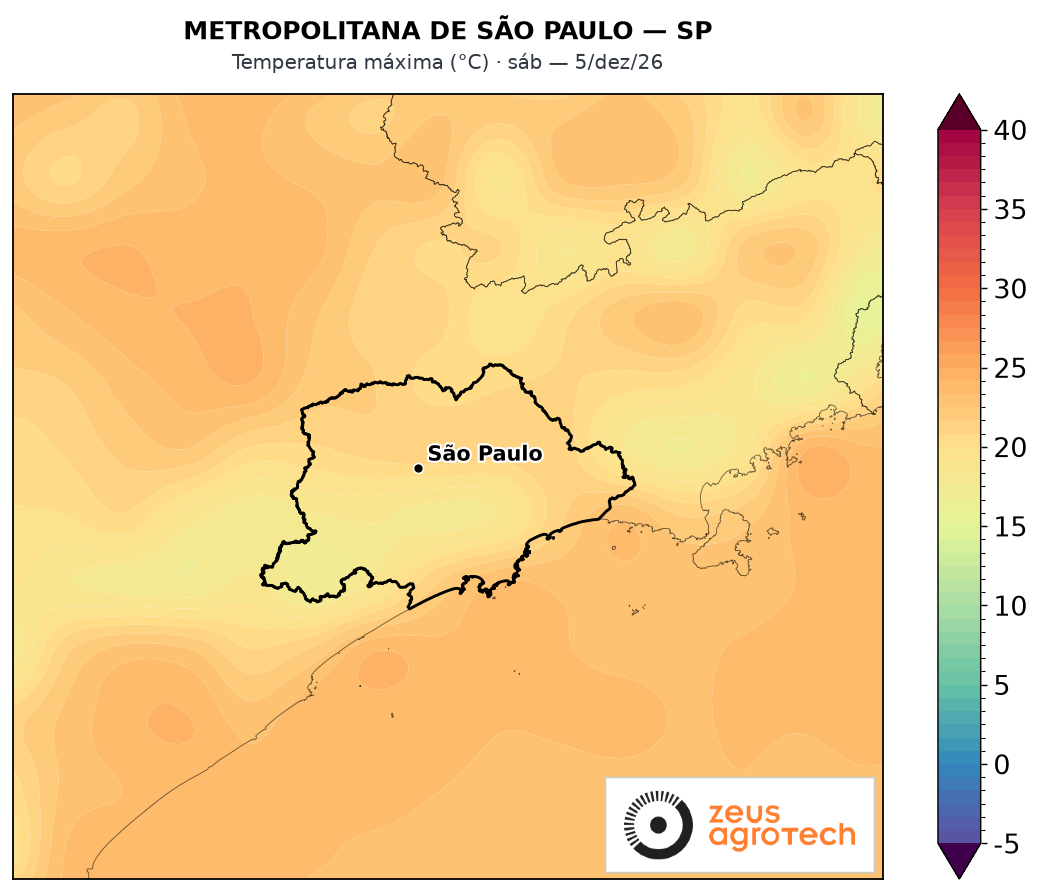 METROPOLITANA DE SÃO PAULO — SP
Temperatura máxima (°C) · sáb — 5/dez/26
40
35
30
25
20
15
10
5
0
-5
São Paulo
zeus
agrotech